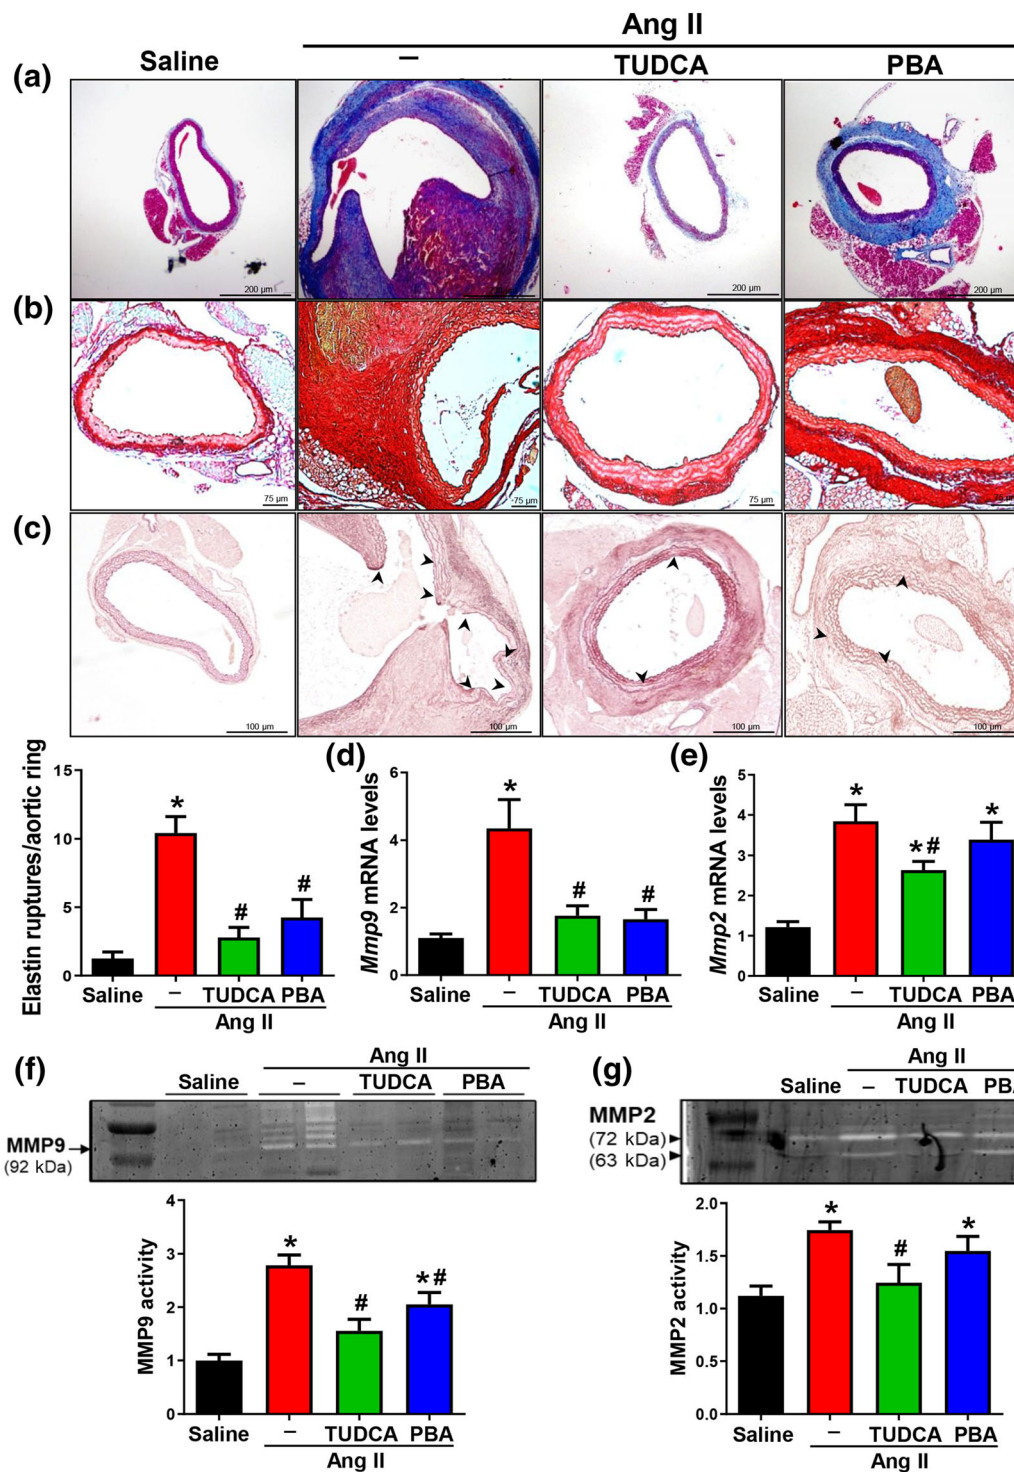 Ang II
Saline – TUDCA PBA
(a)
200 µm 200 µm 200 µm
(b)
75 µm 75 µm 75 µm 75 µm
(c)
100 µm 100 µm 100 µm 100 µm
Elastin ruptures/aortic ring
15
10
5
0
*
#
#
Saline – TUDCA PBA
Ang II
(d)
Mmp9 mRNA levels
6
4
2
0
*
#
#
Saline – TUDCA PBA
Ang II
(e)
Mmp2 mRNA levels
5
4
3
2
1
0
*
*#
*
Saline – TUDCA PBA
Ang II
(f)
Ang II
Saline – TUDCA PBA
MMP9
(92 kDa)
MMP9 activity
4
3
2
1
0
*
#
*#
Saline – TUDCA PBA
Ang II
(g)
Ang II
Saline – TUDCA PBA
MMP2
(72 kDa)
(63 kDa)
MMP2 activity
2.0
1.5
1.0
0.5
0.0
*
#
*
Saline – TUDCA PBA
Ang II